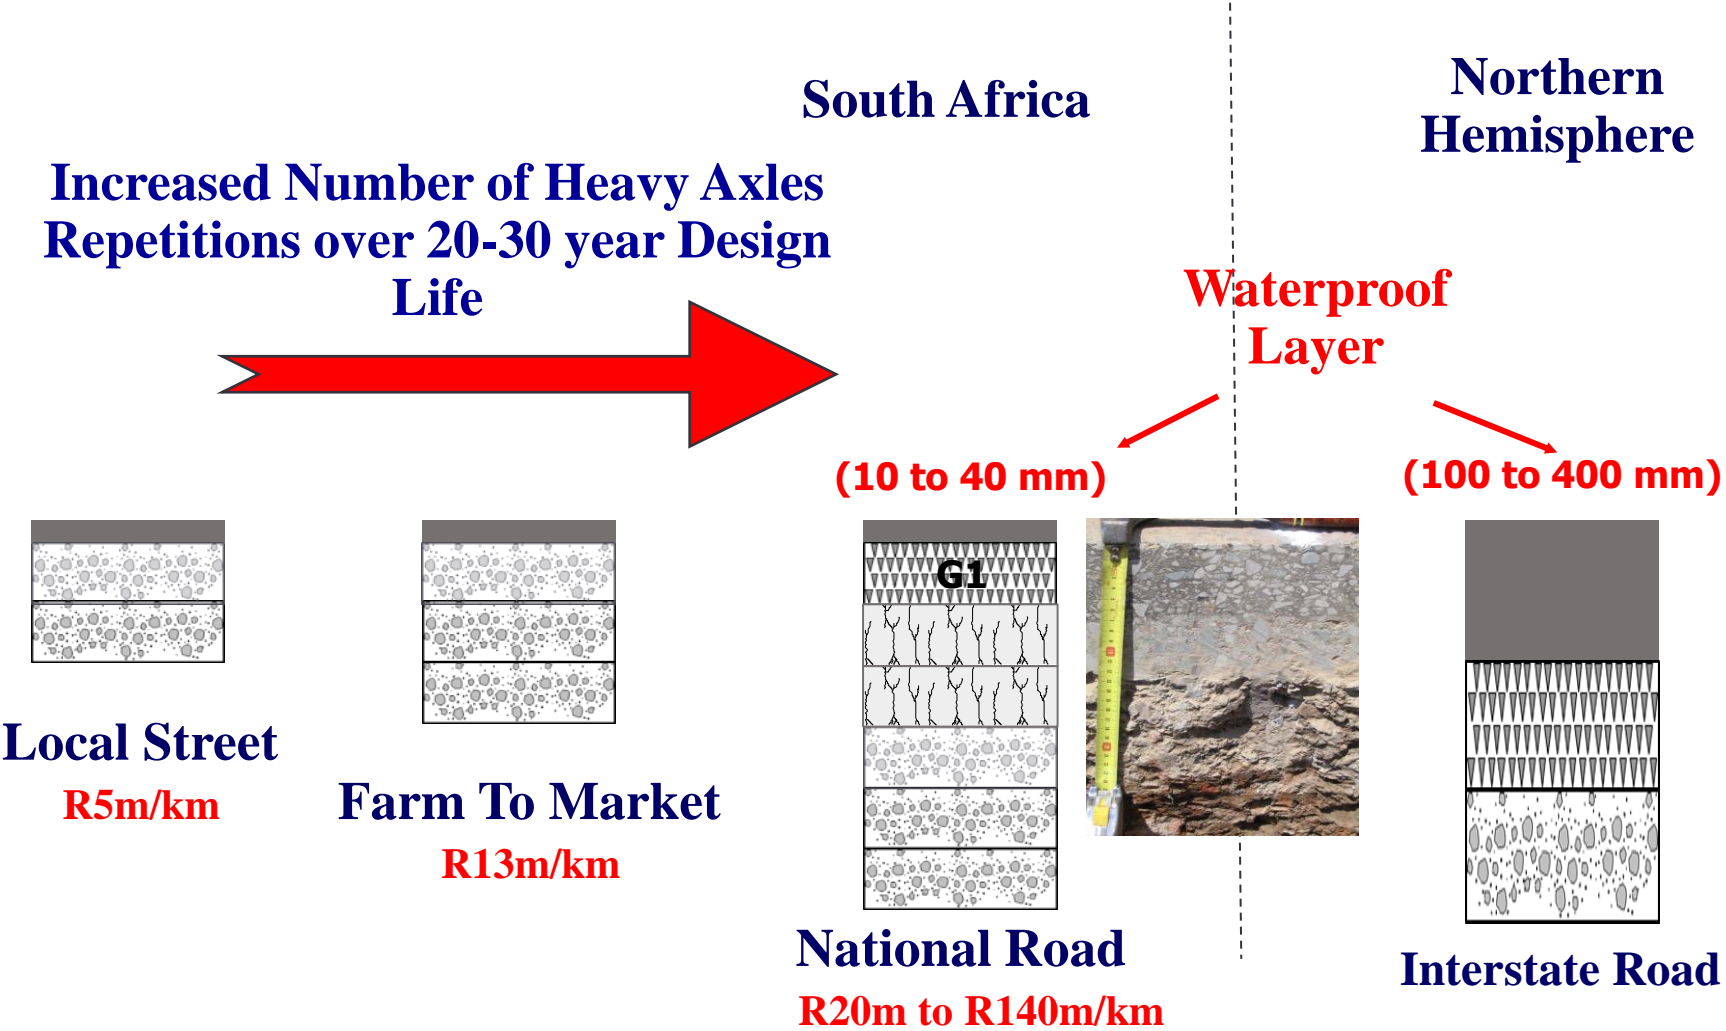 South Africa
Northern
Hemisphere
Increased Number of Heavy Axles
Repetitions over 20-30 year Design
Life
Waterproof
Layer
(10 to 40 mm)
(100 to 400 mm)
G1
Local Street
R5m/km
Farm To Market
R13m/km
National Road
R20m to R140m/km
Interstate Road